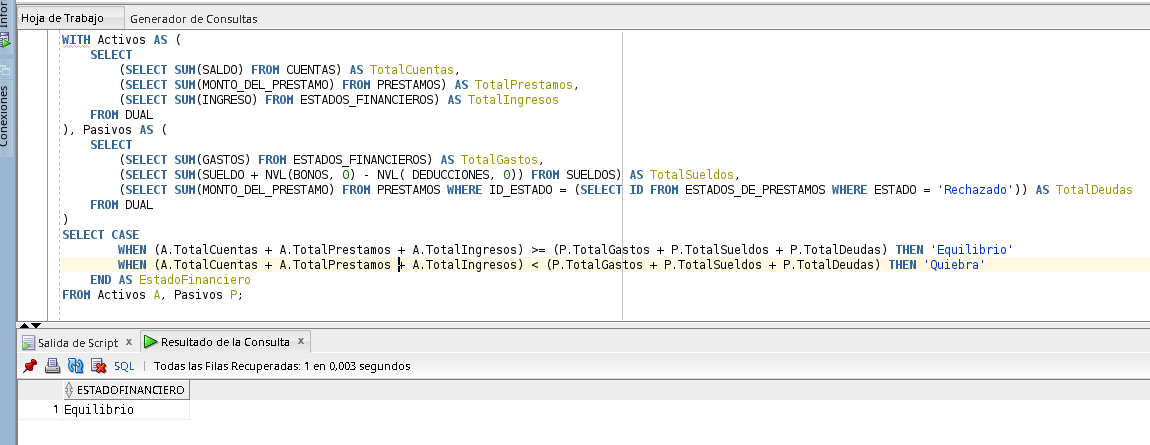 Infor
Conexiones
Hoja de Trabajo Generador de Consultas
WITH Activos AS (
    SELECT
        (SELECT SUM(SALDO) FROM CUENTAS) AS TotalCuentas,
        (SELECT SUM(MONTO_DEL_PRESTAMO) FROM PRESTAMOS) AS TotalPrestamos,
        (SELECT SUM(INGRESO) FROM ESTADOS_FINANCIEROS) AS TotalIngresos
    FROM DUAL
), Pasivos AS (
    SELECT
        (SELECT SUM(GASTOS) FROM ESTADOS_FINANCIEROS) AS TotalGastos,
        (SELECT SUM(SUELDO + NVL(BONOS, 0) - NVL( DEDUCCIONES, 0)) FROM SUELDOS) AS TotalSueldos,
        (SELECT SUM(MONTO_DEL_PRESTAMO) FROM PRESTAMOS WHERE ID_ESTADO = (SELECT ID FROM ESTADOS_DE_PRESTAMOS WHERE ESTADO = 'Rechazado')) AS TotalDeudas
    FROM DUAL
)
SELECT CASE
        WHEN (A.TotalCuentas + A.TotalPrestamos + A.TotalIngresos) >= (P.TotalGastos + P.TotalSueldos + P.TotalDeudas) THEN 'Equilibrio'
        WHEN (A.TotalCuentas + A.TotalPrestamos + A.TotalIngresos) < (P.TotalGastos + P.TotalSueldos + P.TotalDeudas) THEN 'Quiebra'
    END AS EstadoFinanciero
FROM Activos A, Pasivos P;
Salida de Script x Resultado de la Consulta x
SQL | Todas las Filas Recuperadas: 1 en 0,003 segundos
ESTADOFINANCIERO
1 Equilibrio